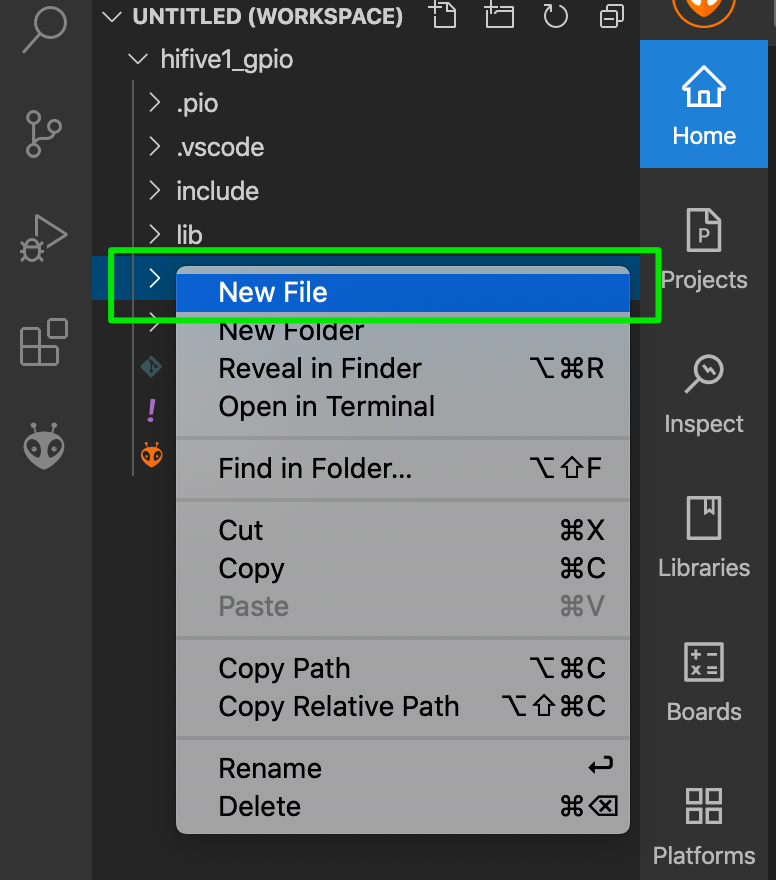 UNTITLED (WORKSPACE)
hifive1_gpio
.pio
.vscode
include
lib
New File
New Folder
Reveal in Finder ⌥⌘R
Open in Terminal
Find in Folder... ⌥⇧F
Cut ⌘X
Copy ⌘C
Paste ⌘V
Copy Path ⌥⌘C
Copy Relative Path ⌥⇧⌘C
Rename ↩
Delete ⌘⌫
Home
Projects
Inspect
Libraries
Boards
Platforms